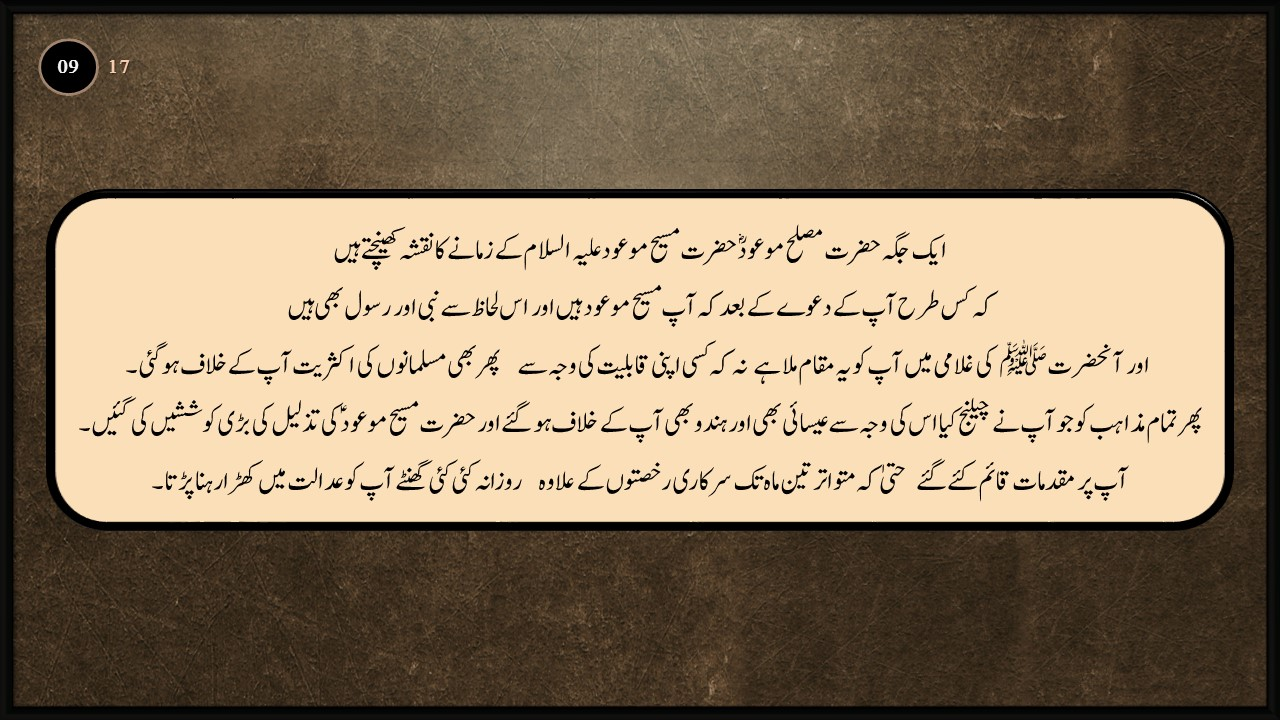 09 17
ایک جگہ حضرت مصلح موعودؓ حضرت مسیح موعود علیہ السلام کے زمانے کا نقشہ کھینچتے ہیں
کہ کس طرح آپ کے دعوے کے بعد کہ آپ مسیح موعود ہیں اور اس لحاظ سے نبی اور رسول بھی ہیں
اور آنحضرت ﷺ کی غلامی میں آپ کو یہ مقام ملا ہے نہ کہ کسی اپنی قابلیت کی وجہ سے پھر بھی مسلمانوں کی اکثریت آپ کے خلاف ہو گئی۔
پھر تمام مذاہب کو جو آپ نے چیلنج کیا اس کی وجہ سے عیسائی بھی اور ہندو بھی آپ کے خلاف ہو گئے اور حضرت مسیح موعودؑ کی تذلیل کی بڑی کوششیں کی گئیں۔
آپ پر مقدمات قائم کئے گئے حتیٰ کہ متواتر تین ماہ تک سرکاری رخصتوں کے علاوہ روزانہ کئی کئی گھنٹے آپ کو عدالت میں کھڑا رہنا پڑتا۔